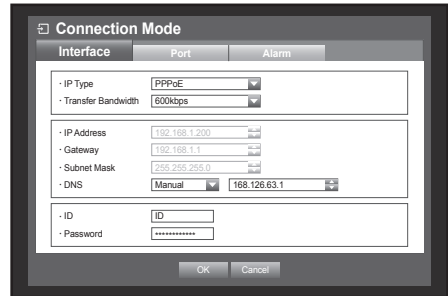 Connection Mode
Interface Port Alarm
· IP Type PPPoE
· Transfer Bandwidth 600kbps
· IP Address 192.168.1.200
· Gateway 192.168.1.1
· Subnet Mask 255.255.255.0
· DNS Manual 168.126.63.1
· ID ID
· Password ************
OK Cancel